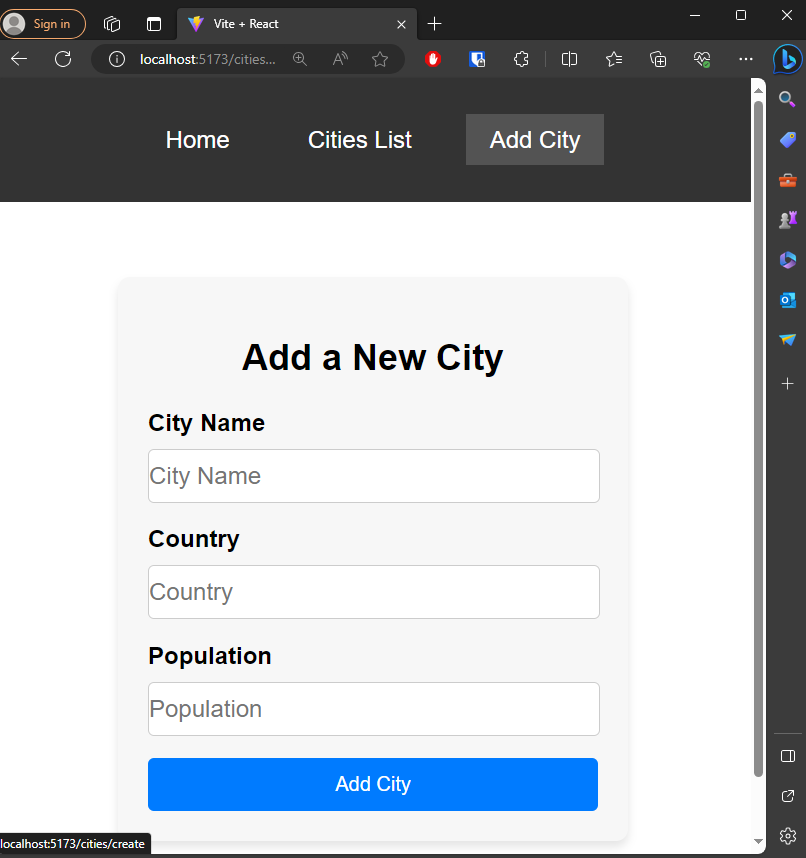 Sign in
Vite + React
localhost:5173/cities...
Home Cities List Add City
Add a New City
City Name
City Name
Country
Country
Population
Population
Add City
localhost:5173/cities/create